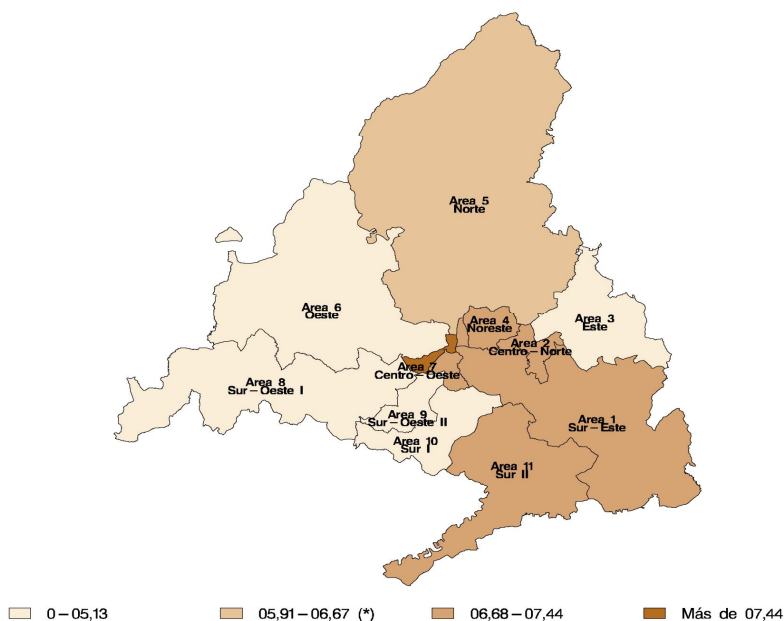 Area 5
Norte
Area 6
Oeste
Area 4
Noreste
Area 3
Este
Area 2
Centro-Norte
Area 7
Centro-Oeste
Area 8
Sur-Oeste I
Area 9
Sur-Oeste II
Area 1
Sur-Este
Area 10
Sur I
Area 11
Sur II
0-05,13
05,91-06,67 (*)
06,68-07,44
Más de 07,44